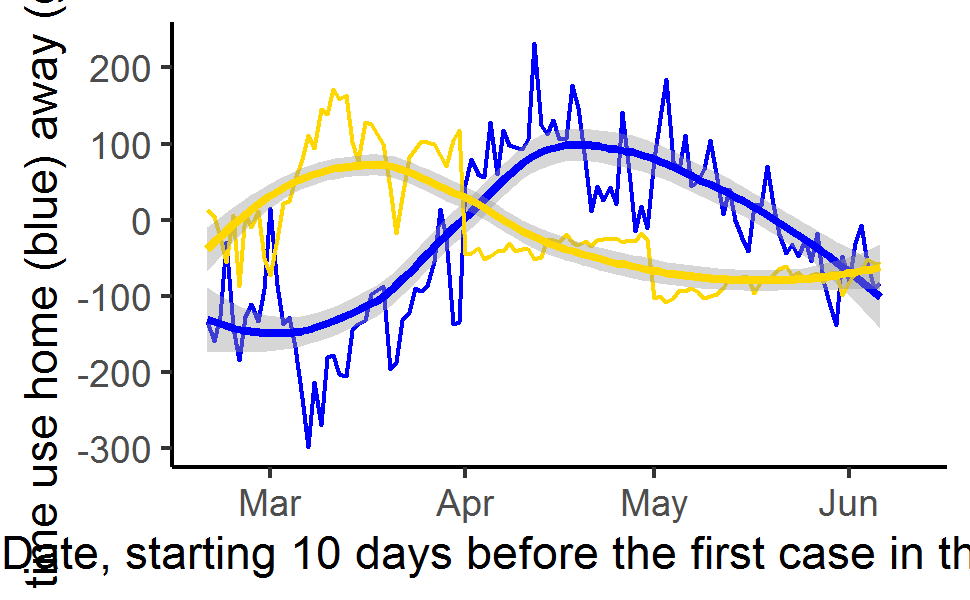 time use home (blue) away (
200
100
0
-100
-200
-300
Mar Apr May Jun
Date, starting 10 days before the first case in th